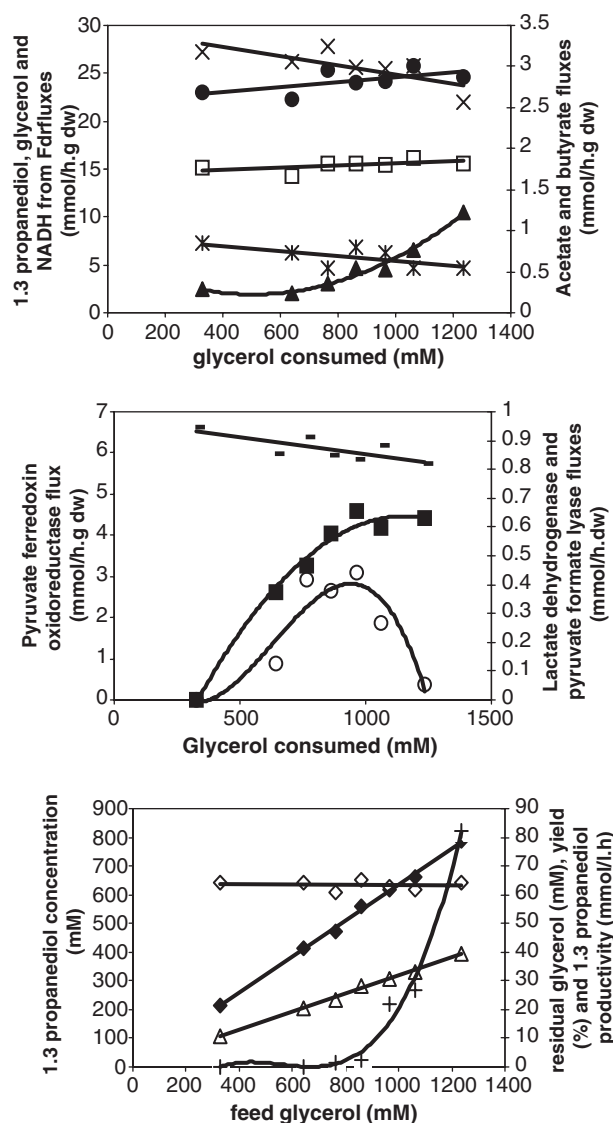 1.3 propanediol, glycerol and
NADH from Fdrfluxes
(mmol/h.g dw)
30
25
20
15
10
5
0
3.5
3
2.5
2
1.5
1
0.5
0
Acetate and butyrate fluxes
(mmol/h.g dw)
0 200 400 600 800 1000 1200 1400
glycerol consumed (mM)
Pyruvate ferredoxin
oxidoreductase flux
(mmol/h.g dw)
7
6
5
4
3
2
1
0
1
0.9
0.8
0.7
0.6
0.5
0.4
0.3
0.2
0.1
0
Lactate dehydrogenase and
pyruvate formate lyase fluxes
(mmol/h.g.dw)
0 500 1000 1500
Glycerol consumed (mM)
1.3 propanediol concentration
(mM)
900
800
700
600
500
400
300
200
100
0
90
80
70
60
50
40
30
20
10
0
residual glycerol (mM), yield
(%) and 1.3 propanediol
productivity (mmol/l.h)
0 200 400 600 800 1000 1200 1400
feed glycerol (mM)